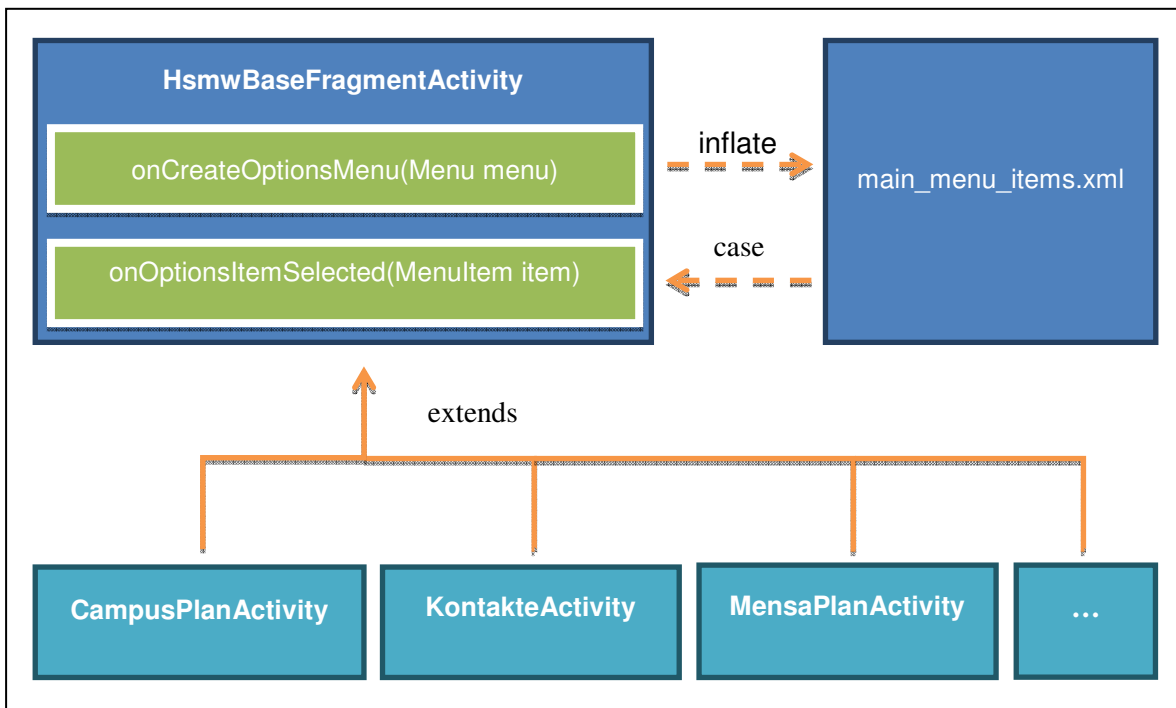 HsmwBaseFragmentActivity
onCreateOptionsMenu(Menu menu)
onOptionsItemSelected(MenuItem item)
inflate
case
main_menu_items.xml
extends
CampusPlanActivity
KontakteActivity
MensaPlanActivity
...